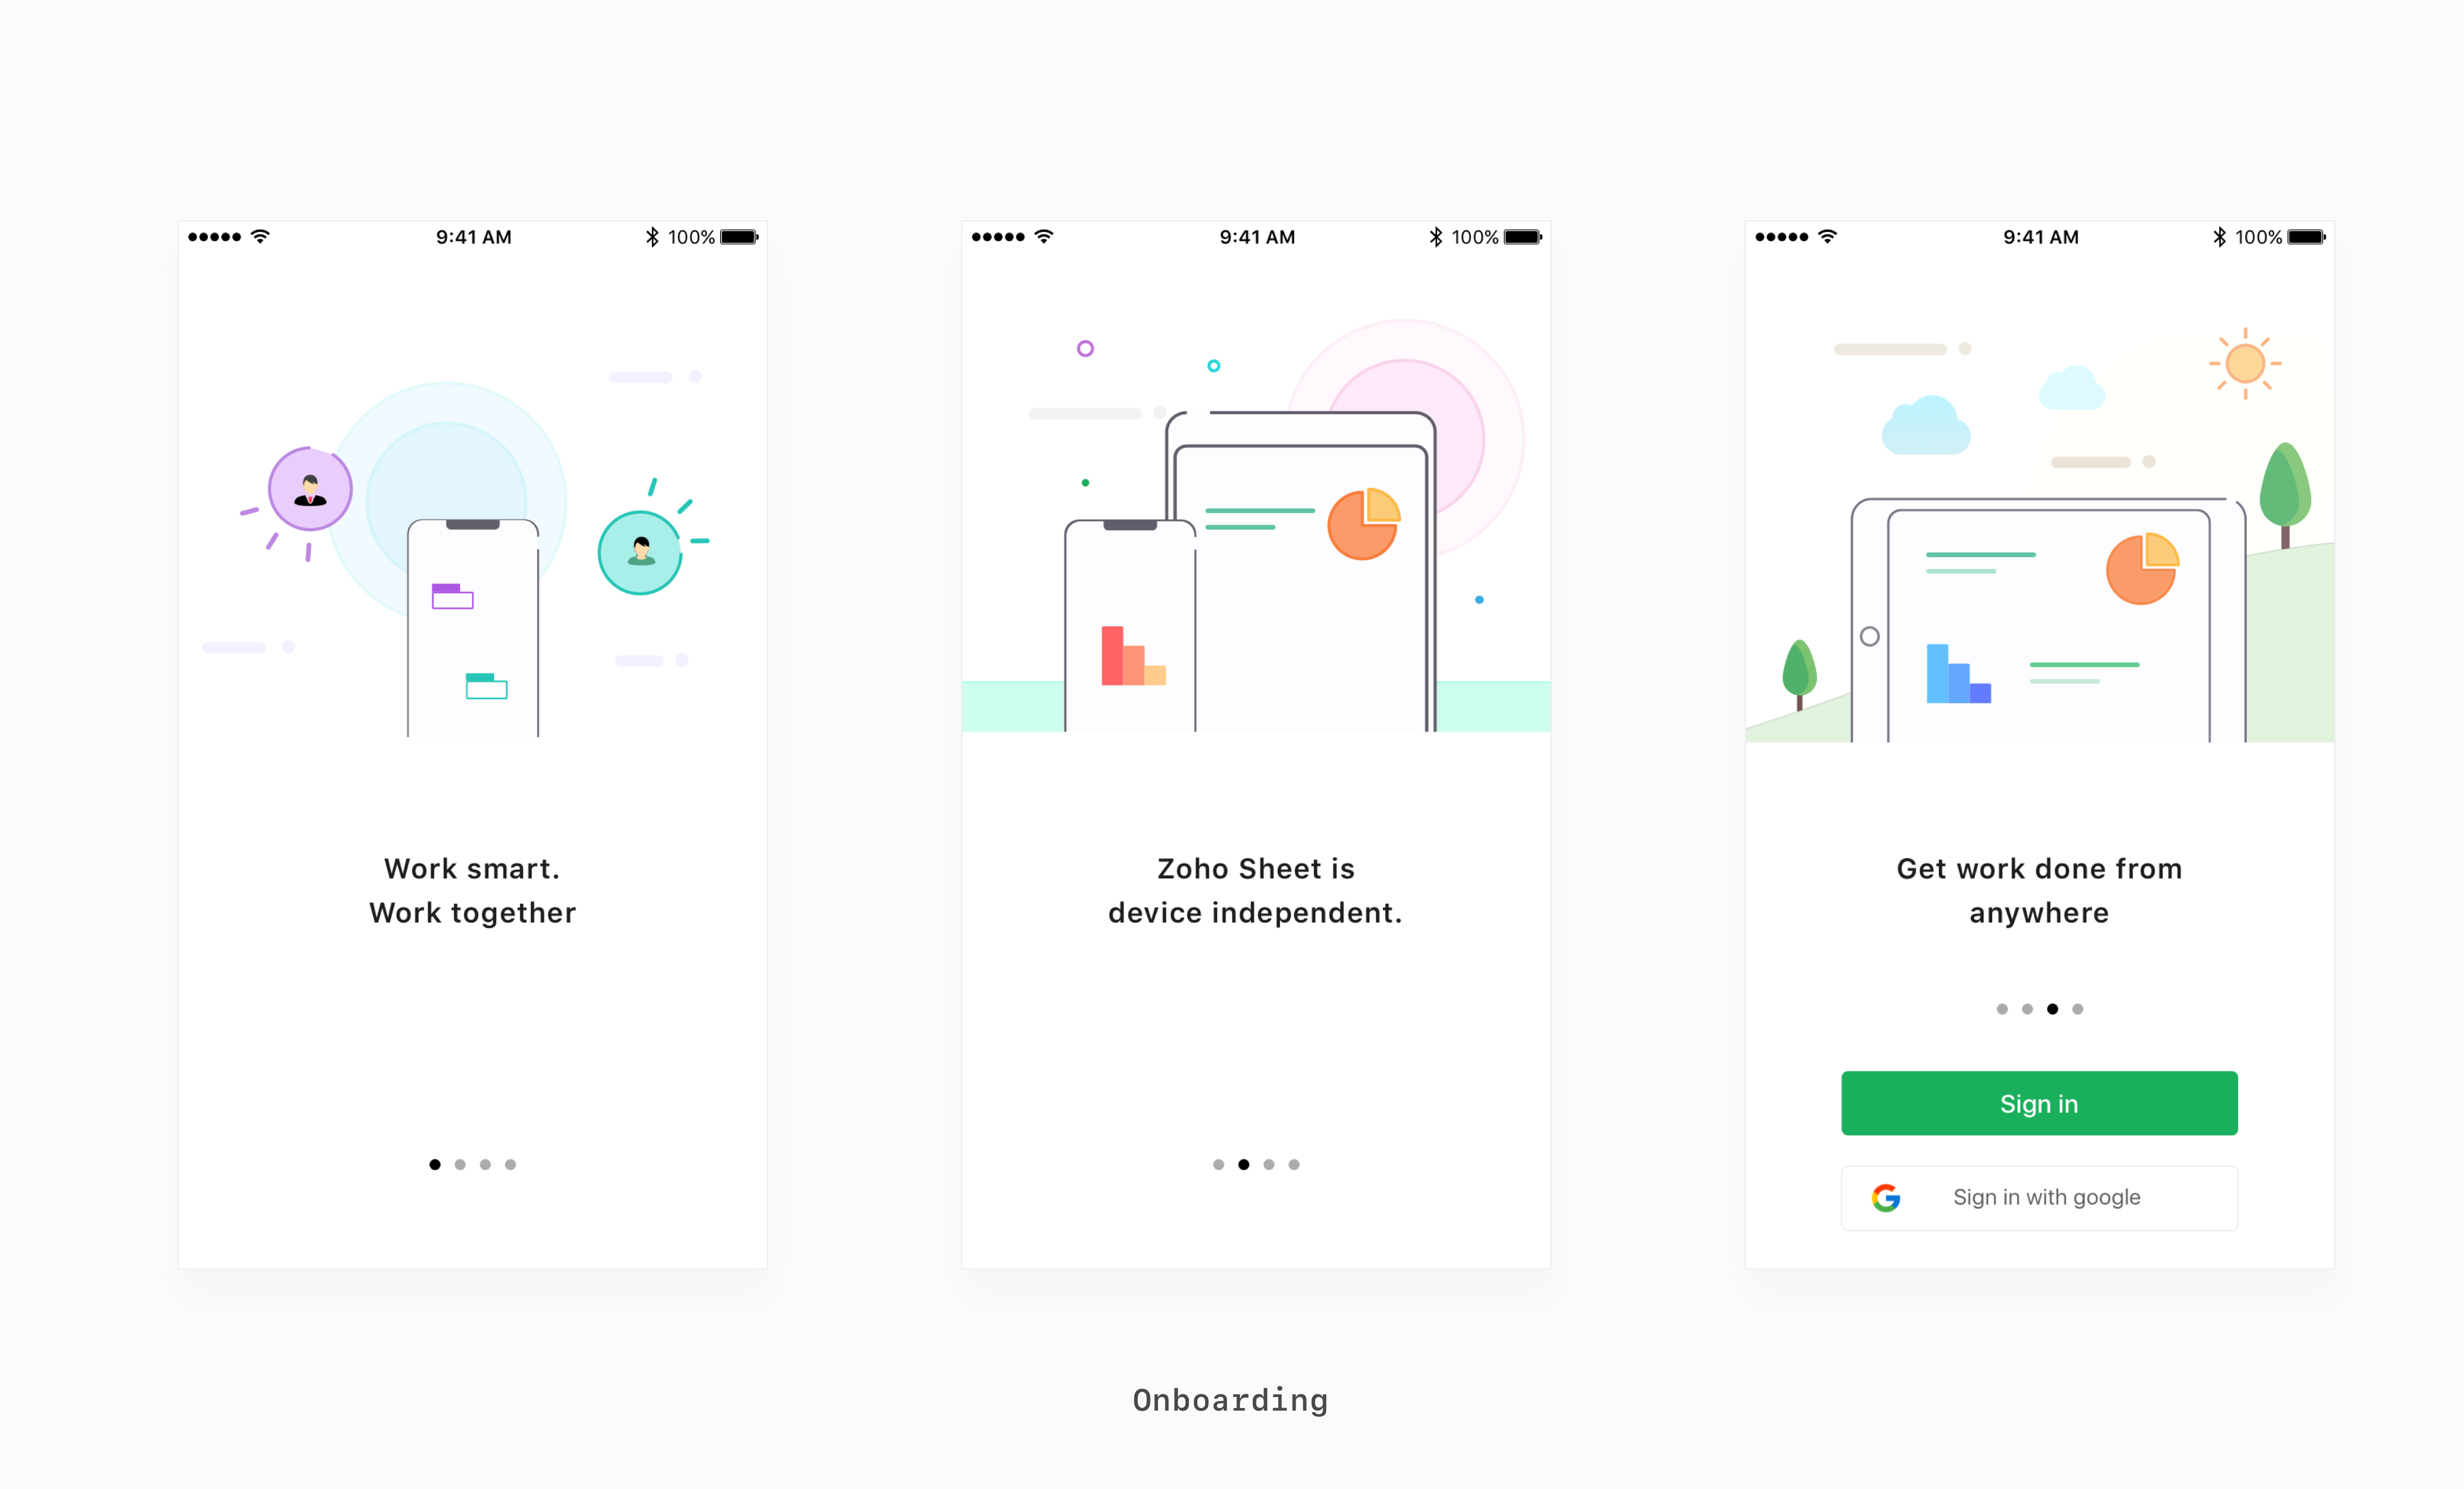 9:41 AM
100%
Work smart.
Work together
9:41 AM
100%
Zoho Sheet is
device independent.
9:41 AM
100%
Get work done from
anywhere
Sign in
Sign in with google
Onboarding